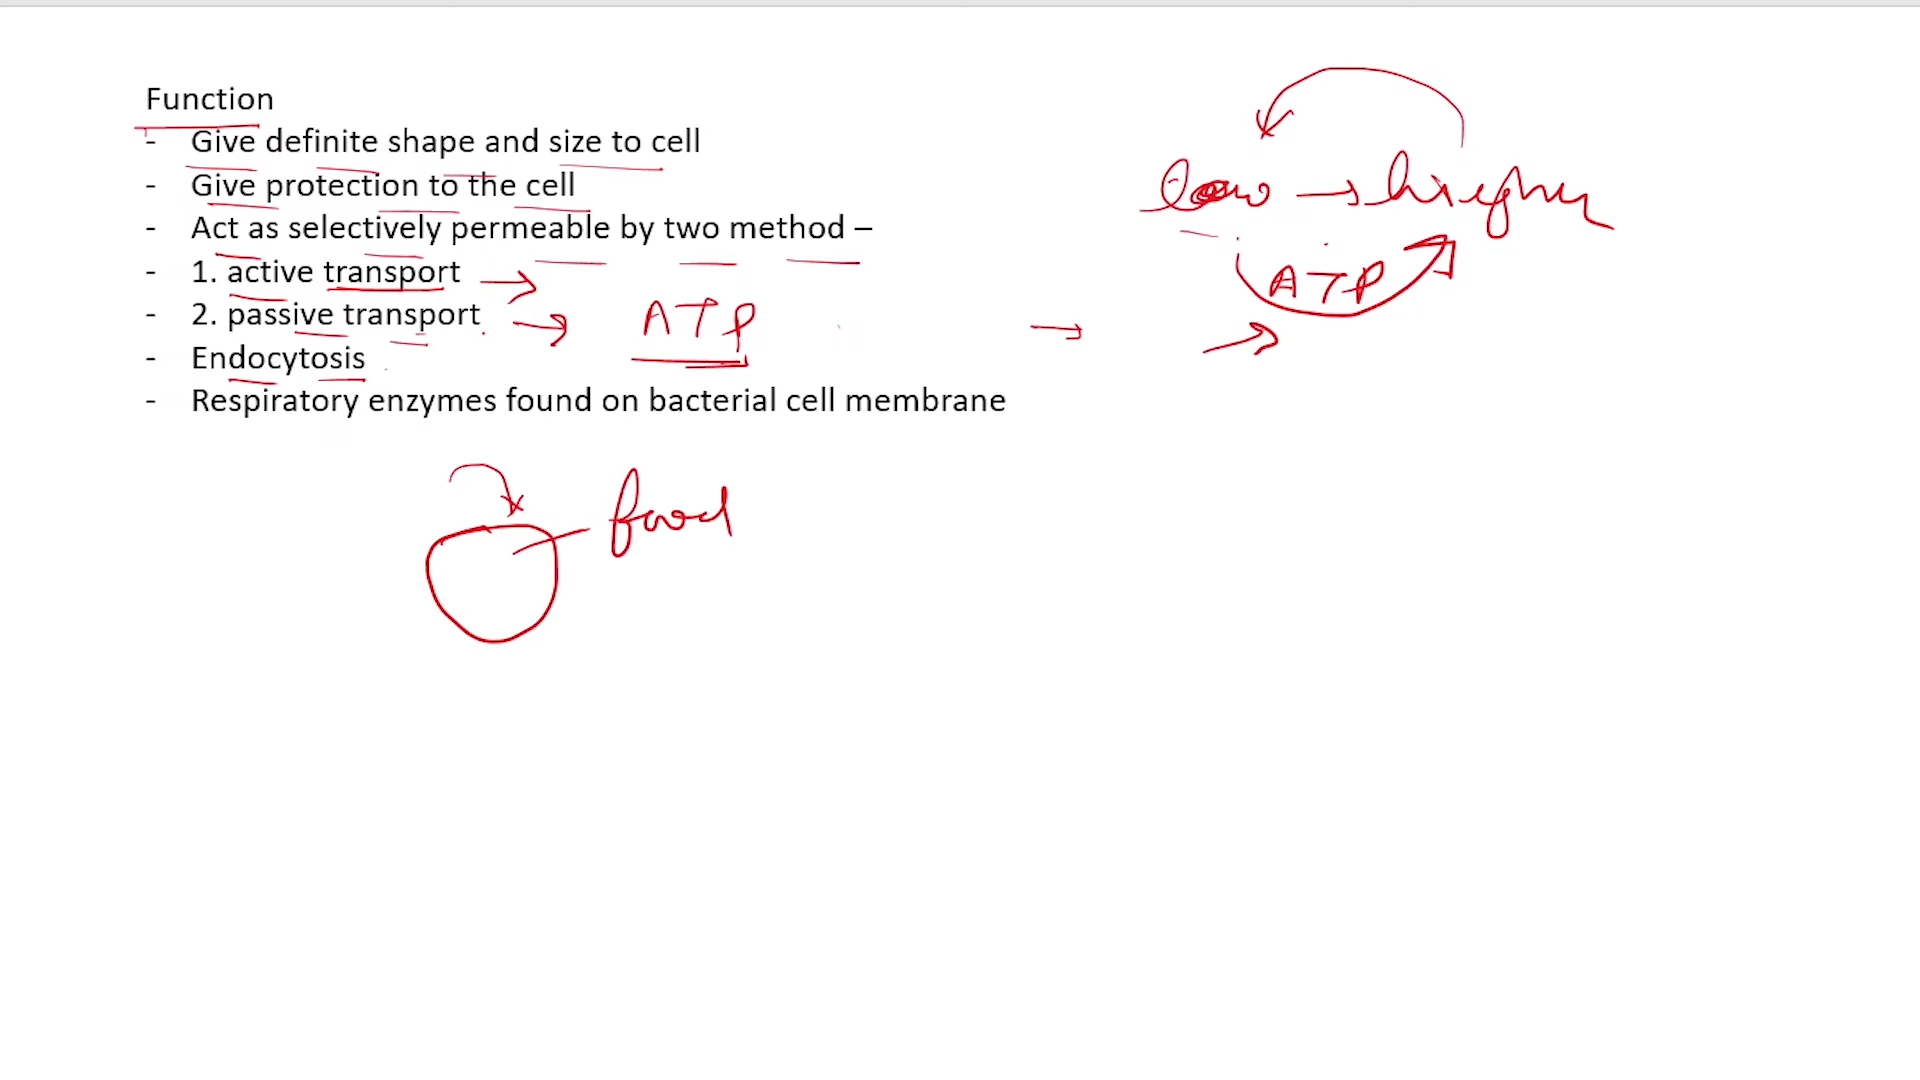 Function
- Give definite shape and size to cell
- Give protection to the cell
- Act as selectively permeable by two method –
- 1. active transport
- 2. passive transport
- Endocytosis
- Respiratory enzymes found on bacterial cell membrane
low → higher
ATP
ATP
food